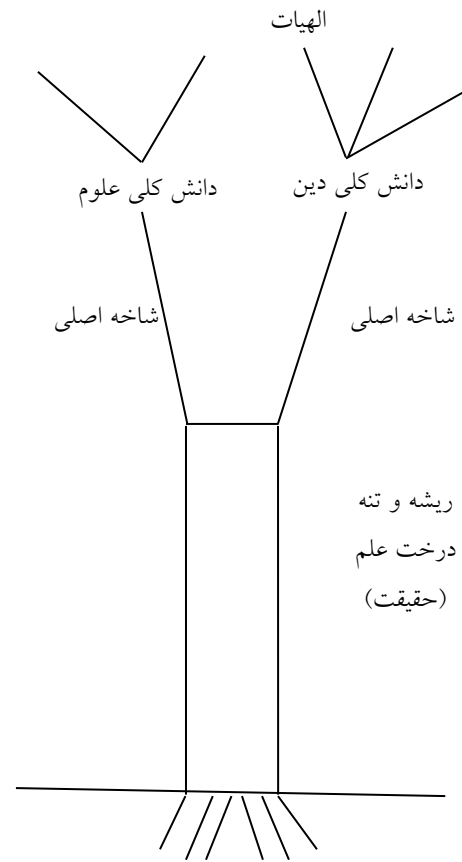 الهیات
دانش کلی دین
دانش کلی علوم
شاخه اصلی
شاخه اصلی
ریشه و تنه
درخت علم
(حقیقت)